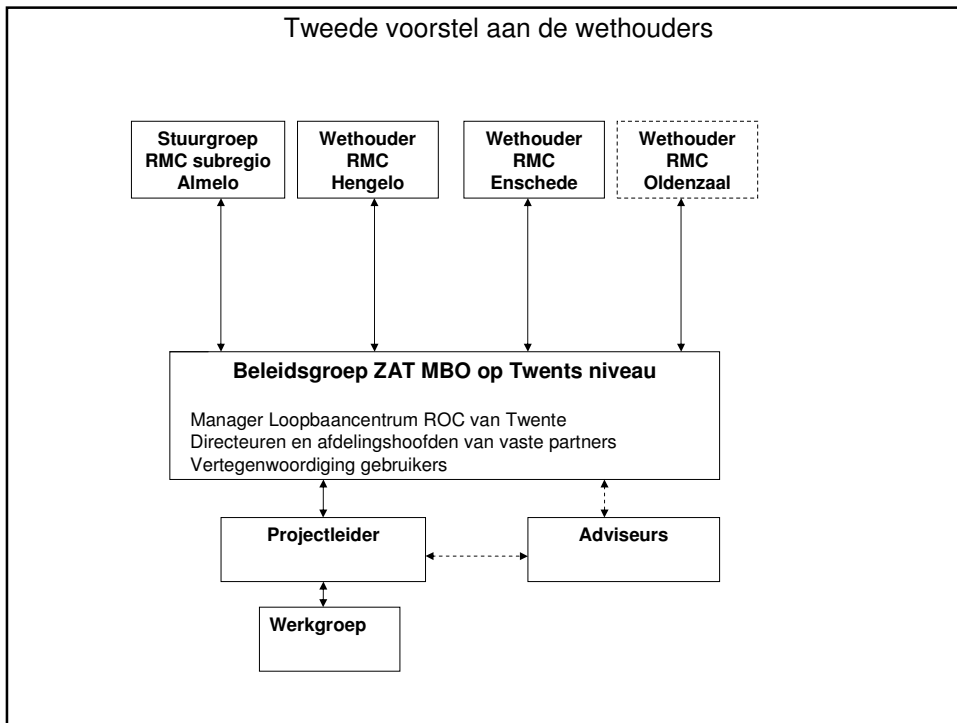 Tweede voorstel aan de wethouders
Stuurgroep
RMC subregio
Almelo
Wethouder
RMC
Hengelo
Wethouder
RMC
Enschede
Wethouder
RMC
Oldenzaal
Beleidsgroep ZAT MBO op Twents niveau
Manager Loopbaancentrum ROC van Twente
Directeuren en afdelingshoofden van vaste partners
Vertegenwoordiging gebruikers
Projectleider
Adviseurs
Werkgroep